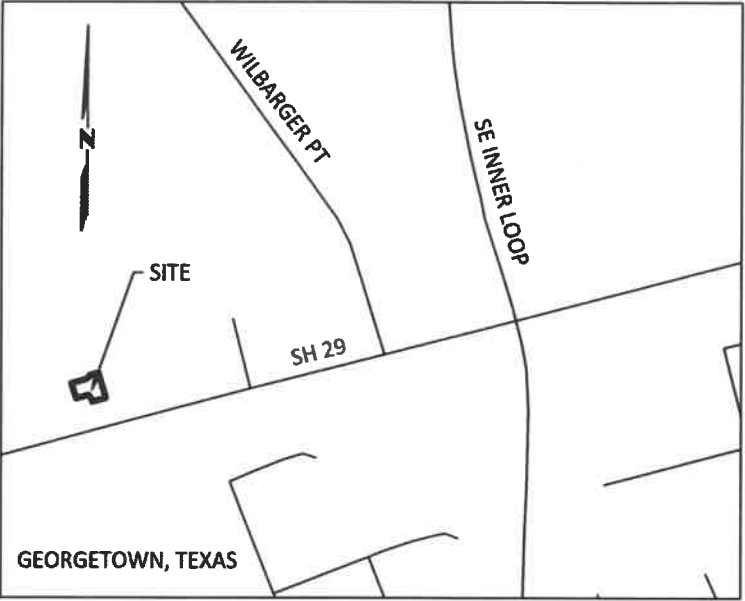 WILBARGER PT
SE INNER LOOP
N
SITE
SH 29
GEORGETOWN, TEXAS